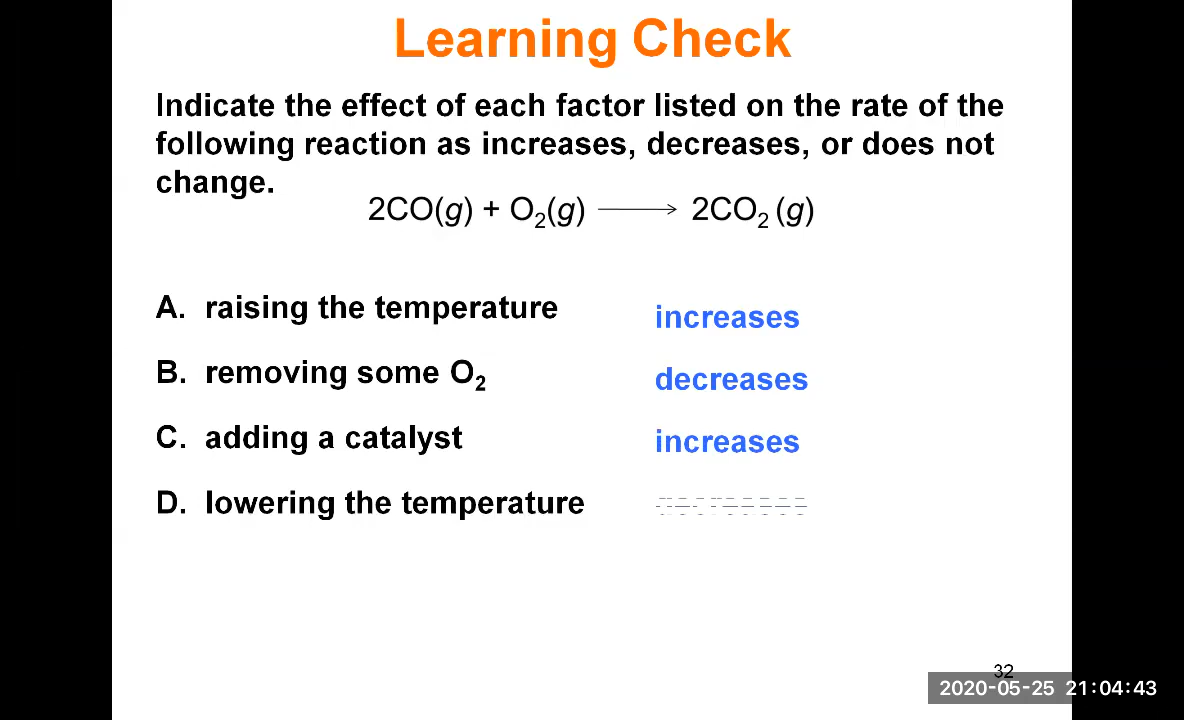 Learning Check
Indicate the effect of each factor listed on the rate of the
following reaction as increases, decreases, or does not
change.
2CO(g) + O₂(g) ⟶ 2CO₂ (g)
A. raising the temperature increases
B. removing some O₂ decreases
C. adding a catalyst increases
D. lowering the temperature decreases
32
2020-05-25 21:04:43